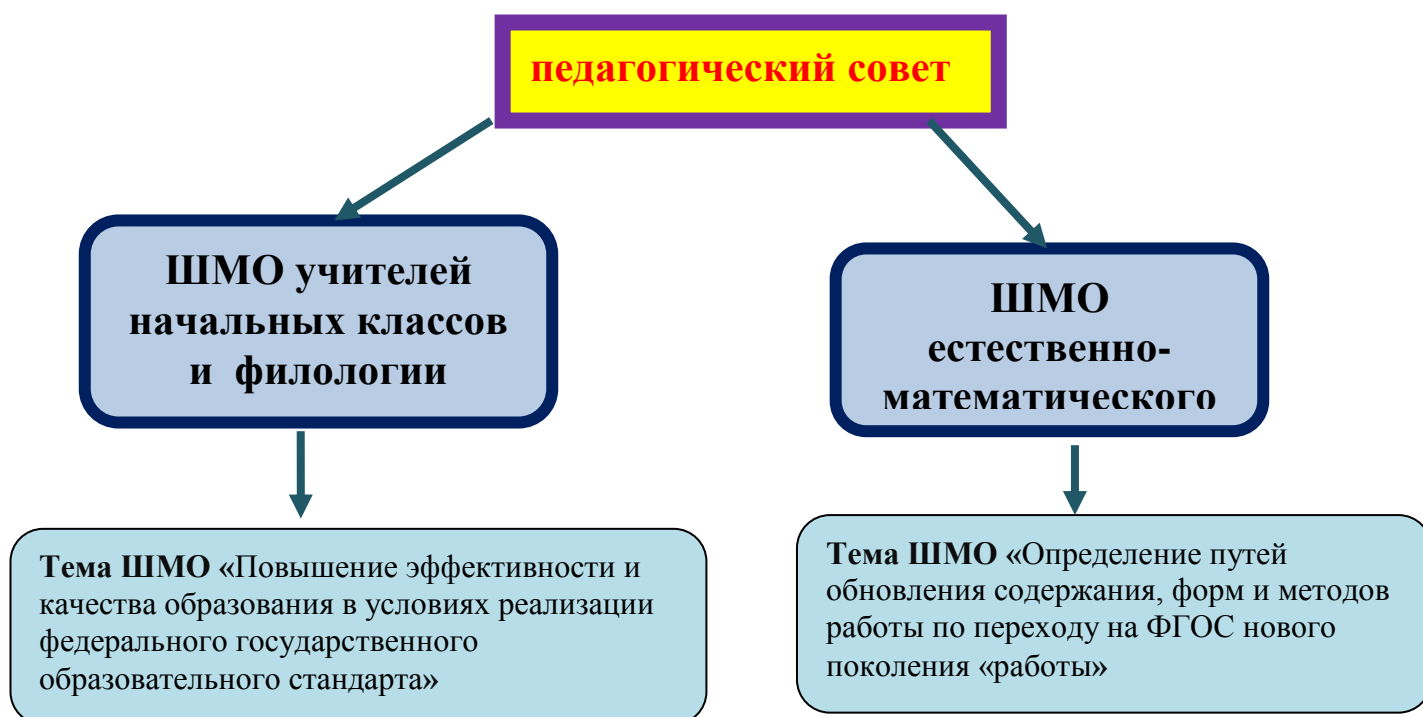 педагогический совет
ШМО учителей
начальных классов
и филологии
ШМО
естественно-
математического
Тема ШМО «Повышение эффективности и
качества образования в условиях реализации
федерального государственного
образовательного стандарта»
Тема ШМО «Определение путей
обновления содержания, форм и методов
работы по переходу на ФГОС нового
поколения «работы»